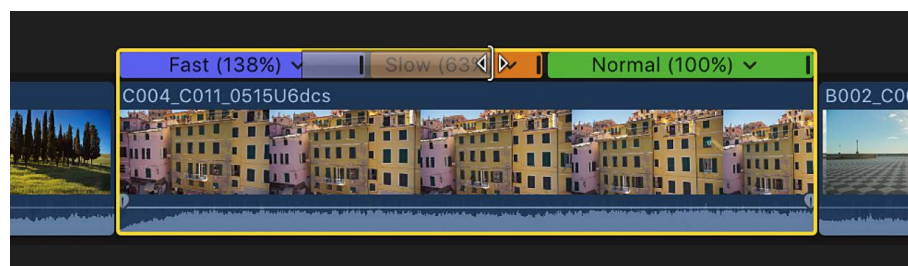 Fast (138%)
Slow (63%
Normal (100%)
C004_C011_0515U6dcs
B002_C0